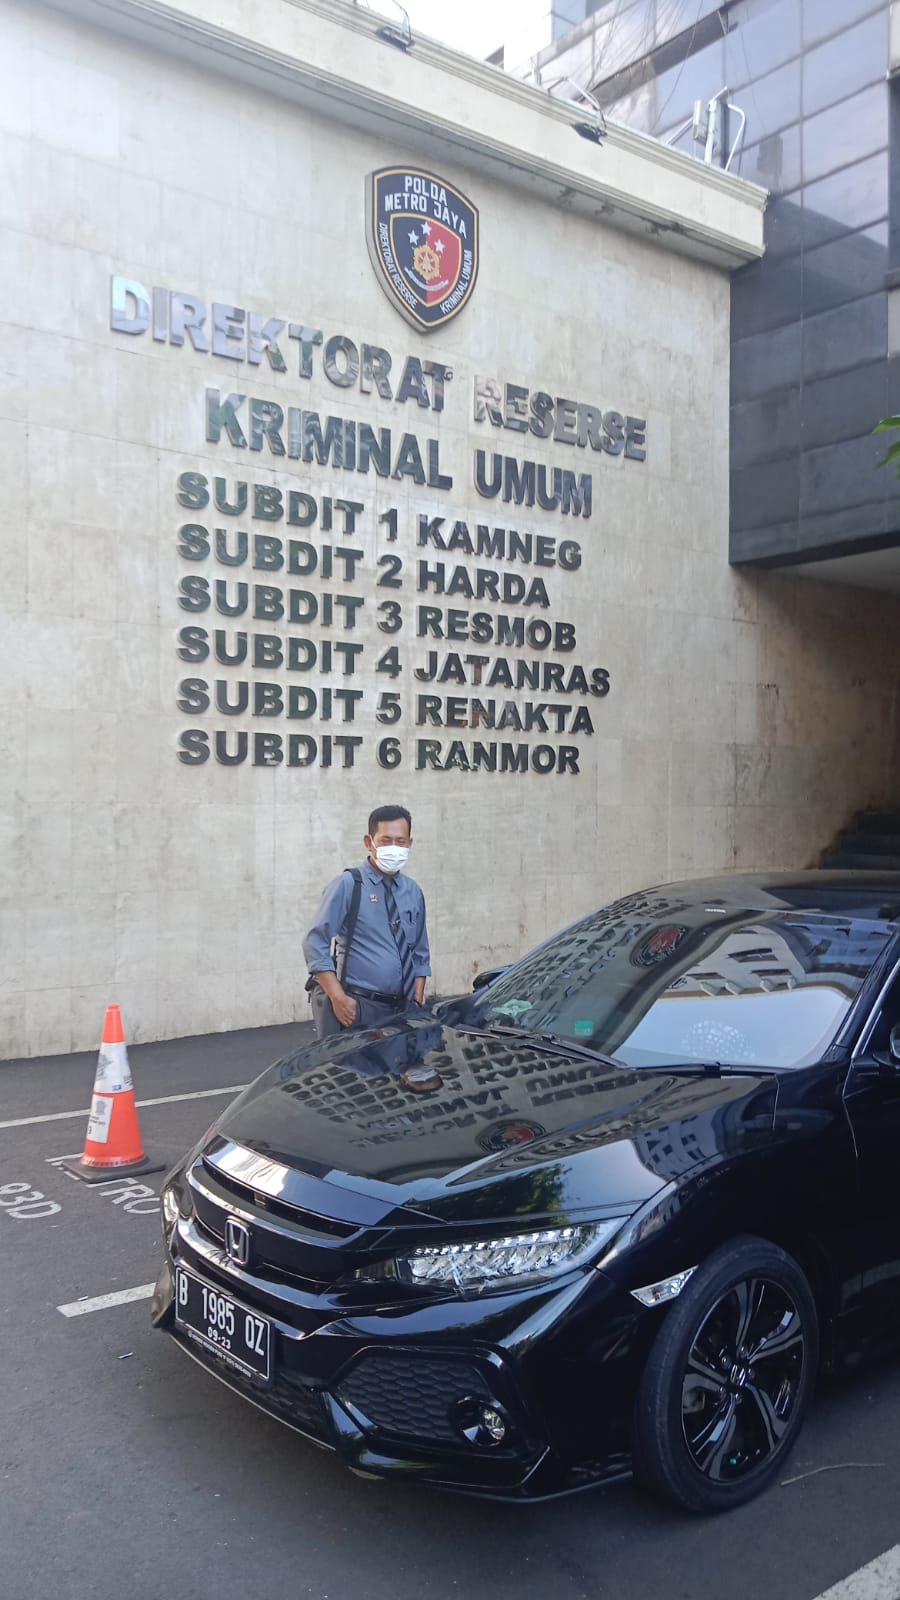 POLDA
METRO JAYA
DIREKTORAT RESERSE
KRIMINAL UMUM
DIREKTORAT RESERSE
KRIMINAL UMUM
SUBDIT 1 KAMNEG
SUBDIT 2 HARDA
SUBDIT 3 RESMOB
SUBDIT 4 JATANRAS
SUBDIT 5 RENAKTA
SUBDIT 6 RANMOR
B 1985 OZ
09·23